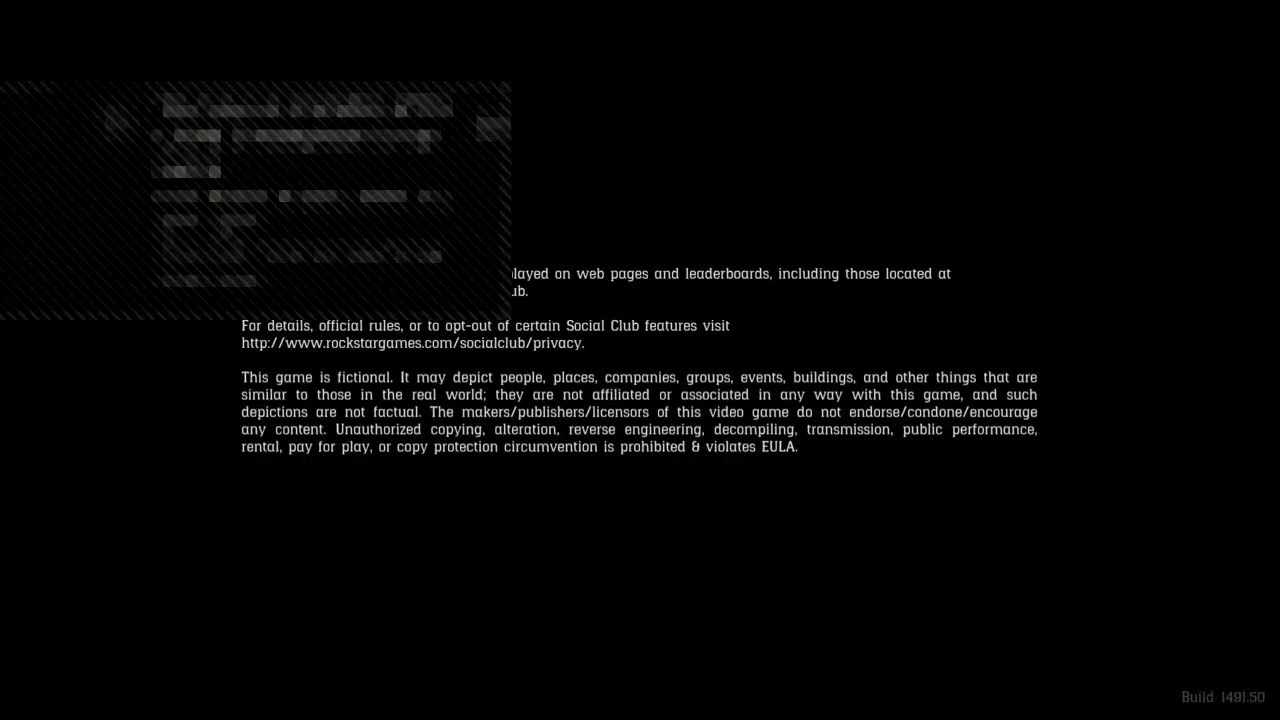 on web pages and leaderboards, including those located at
For details, official rules, or to opt-out of certain Social Club features visit
http://www.rockstargames.com/socialclub/privacy.
This game is fictional. It may depict people, places, companies, groups, events, buildings, and other things that are
similar to those in the real world; they are not affiliated or associated in any way with this game, and such
depictions are not factual. The makers/publishers/licensors of this video game do not endorse/condone/encourage
any content. Unauthorized copying, alteration, reverse engineering, decompiling, transmission, public performance,
rental, pay for play, or copy protection circumvention is prohibited & violates EULA.
Build 1491.50